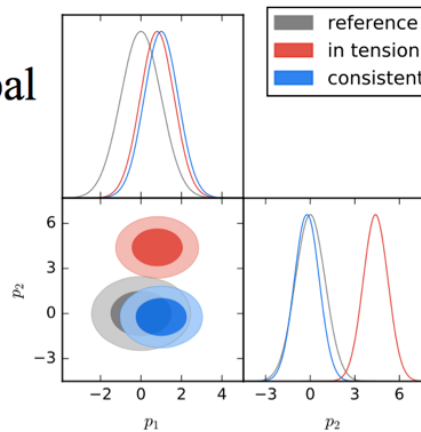 reference
in tension
consistent
6
3
0
−3
p₂
−2 0 2 4
p₁
−3 0 3 6
p₂